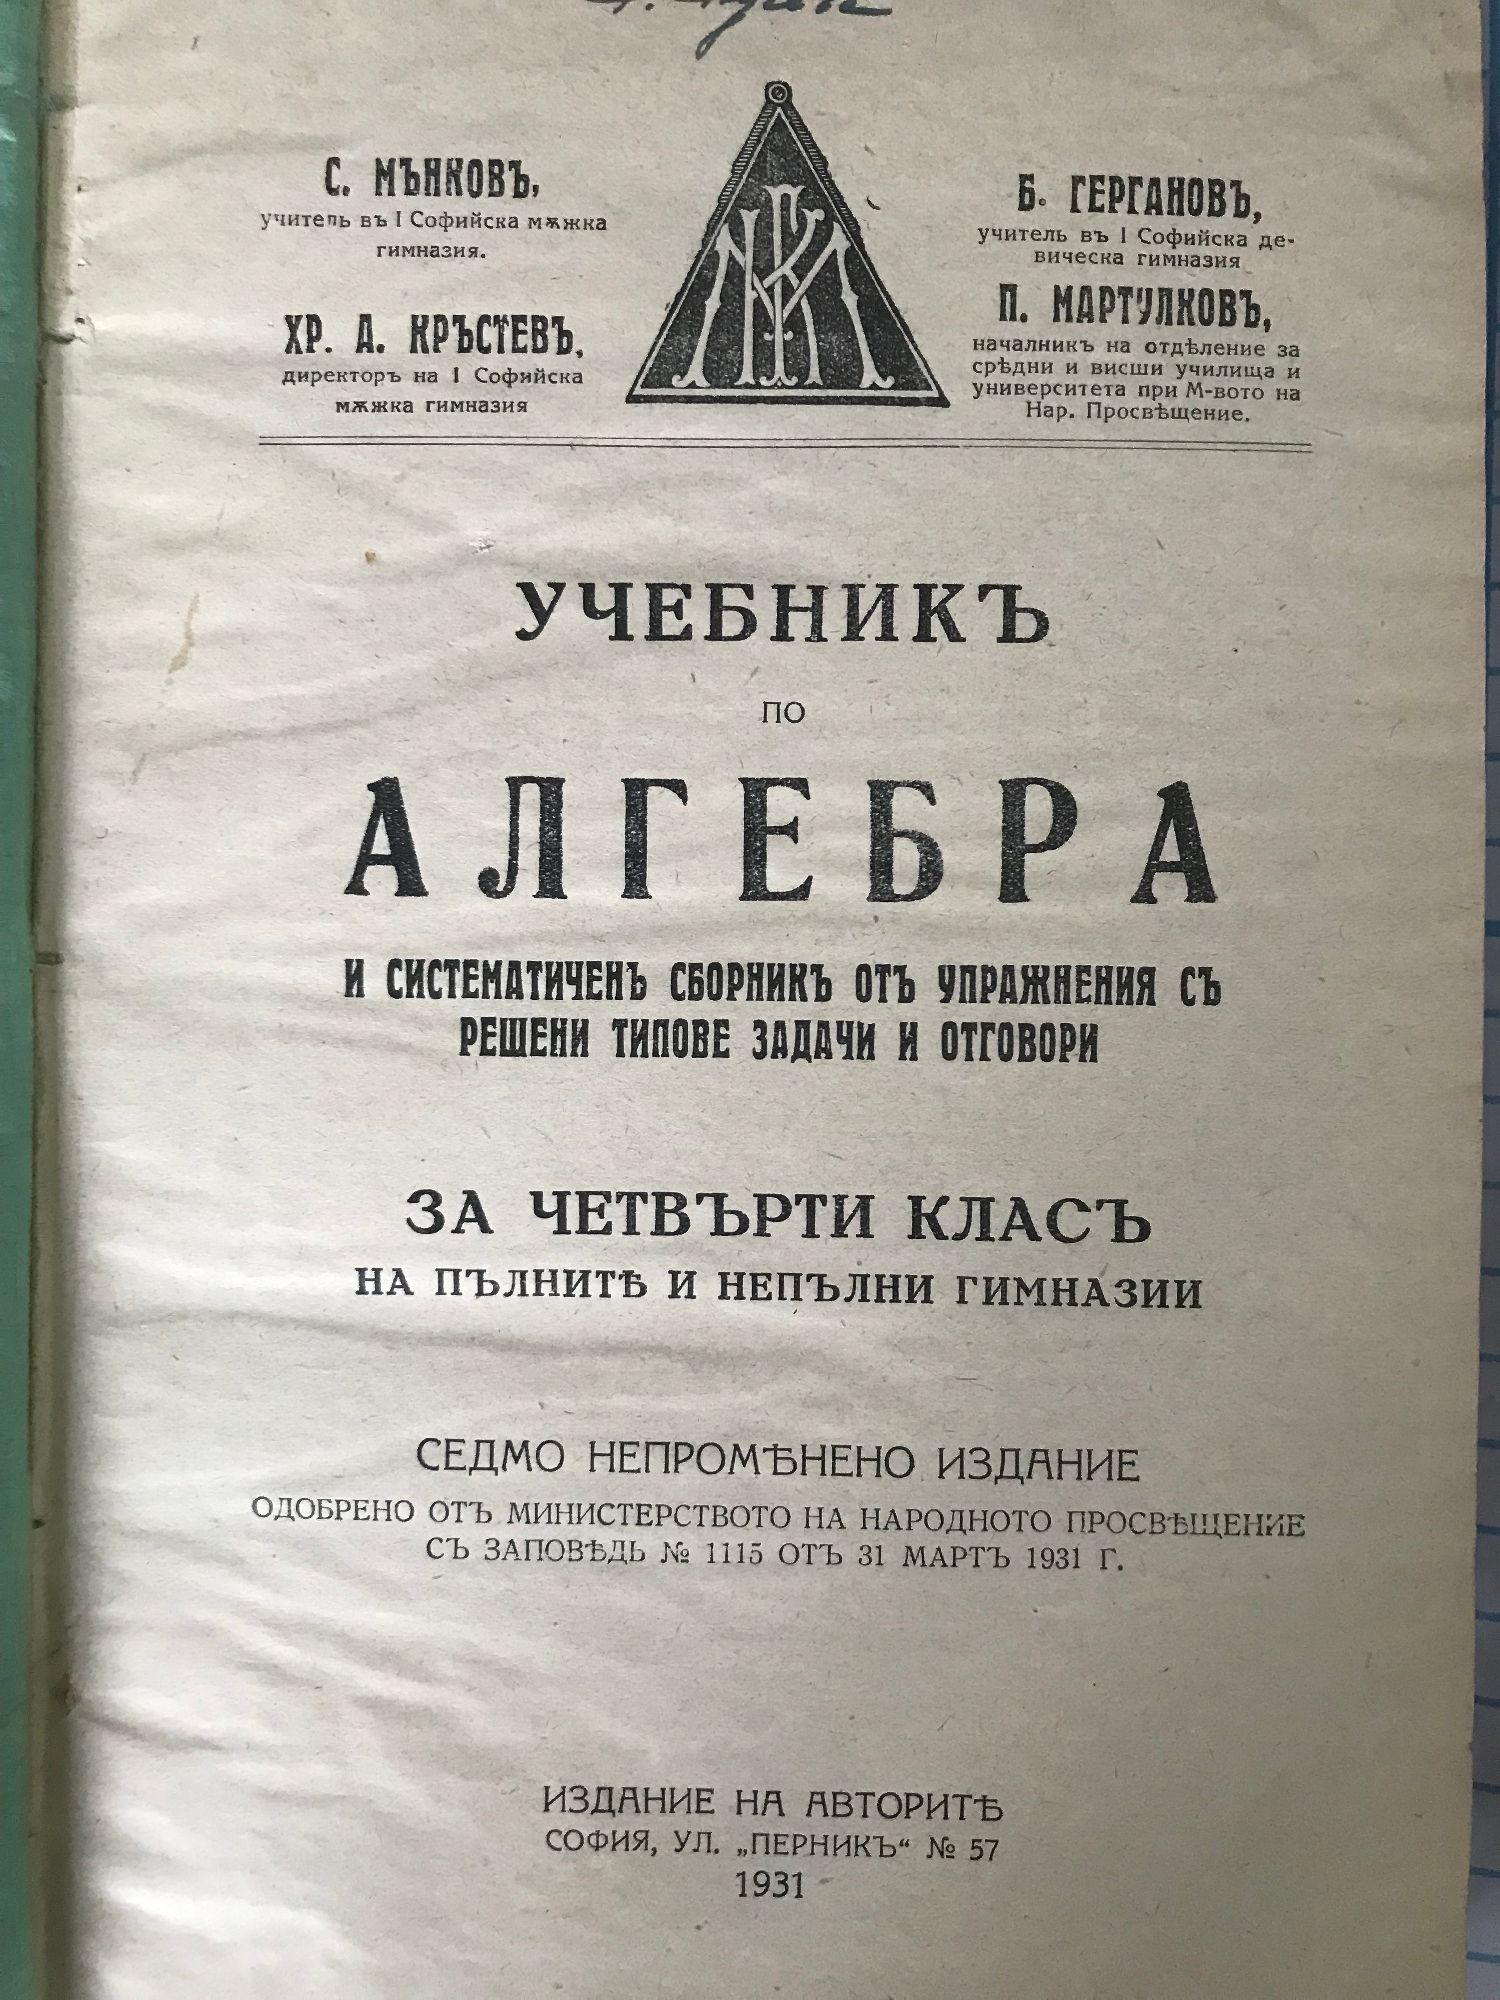 С. МЪНКОВЪ,
учитель въ I Софийска мѫжка
гимназия.
ХР. А. КРЪСТЕВЪ,
директоръ на I Софийска
мѫжка гимназия
Б. ГЕРГАНОВЪ,
учитель въ I Софийска де-
вическа гимназия
П. МАРТУЛКОВЪ,
началникъ на отдѣление за
срѣдни и висши училища и
университета при М-вото на
Нар. Просвѣщение.
УЧЕБНИКЪ
ПО
АЛГЕБРА
И СИСТЕМАТИЧЕНЪ СБОРНИКЪ ОТЪ УПРАЖНЕНИЯ СЪ
РЕШЕНИ ТИПОВЕ ЗАДАЧИ И ОТГОВОРИ
ЗА ЧЕТВЪРТИ КЛАСЪ
НА ПЪЛНИТѢ И НЕПЪЛНИ ГИМНАЗИИ
СЕДМО НЕПРОМѢНЕНО ИЗДАНИЕ
ОДОБРЕНО ОТЪ МИНИСТЕРСТВОТО НА НАРОДНОТО ПРОСВѢЩЕНИЕ
СЪ ЗАПОВѢДЬ № 1115 ОТЪ 31 МАРТЪ 1931 Г.
ИЗДАНИЕ НА АВТОРИТѢ
СОФИЯ, УЛ. „ПЕРНИКЪ“ № 57
1931